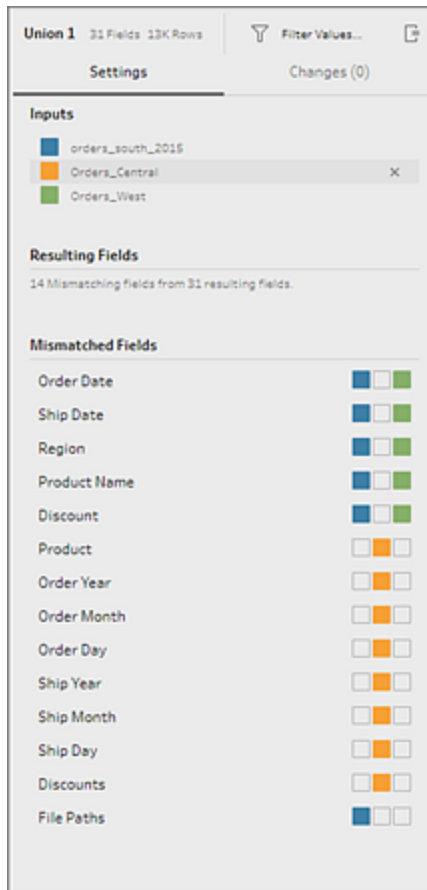 Union 1 31 Fields 13K Rows Filter Values...
Settings Changes (0)
Inputs
orders_south_2015
Orders_Central
Orders_West
Resulting Fields
14 Mismatching fields from 31 resulting fields.
Mismatched Fields
Order Date
Ship Date
Region
Product Name
Discount
Product
Order Year
Order Month
Order Day
Ship Year
Ship Month
Ship Day
Discounts
File Paths